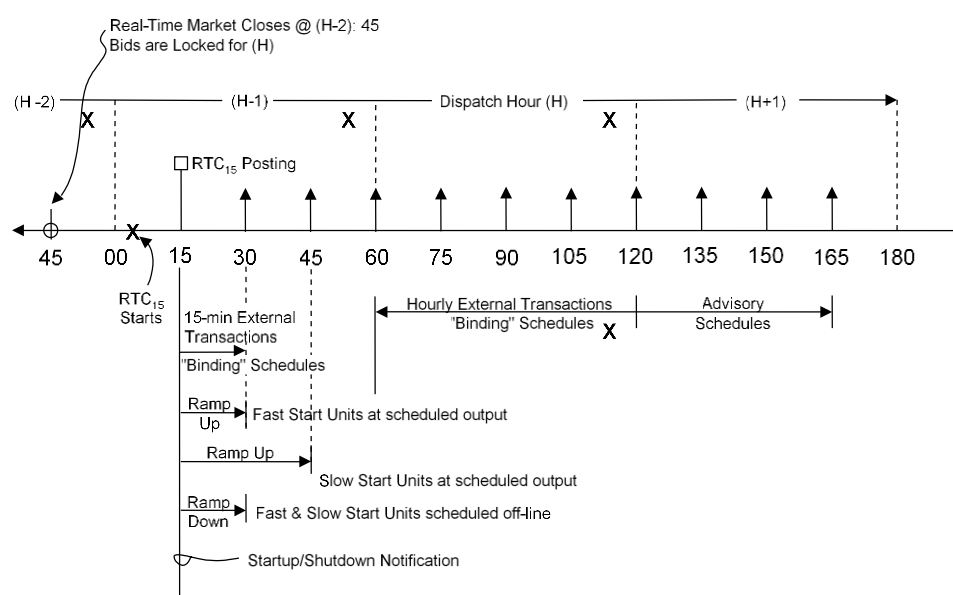 Real-Time Market Closes @ (H-2): 45
Bids are Locked for (H)
(H -2) (H-1) Dispatch Hour (H) (H+1)
X X X
RTC15 Posting
X
45 00 15 30 45 60 75 90 105 120 135 150 165 180
RTC15
Starts
Hourly External Transactions
"Binding" Schedules
X
Advisory
Schedules
15-min External
Transactions
"Binding" Schedules
Ramp
Up
Fast Start Units at scheduled output
Ramp Up
Slow Start Units at scheduled output
Ramp
Down
Fast & Slow Start Units scheduled off-line
Startup/Shutdown Notification